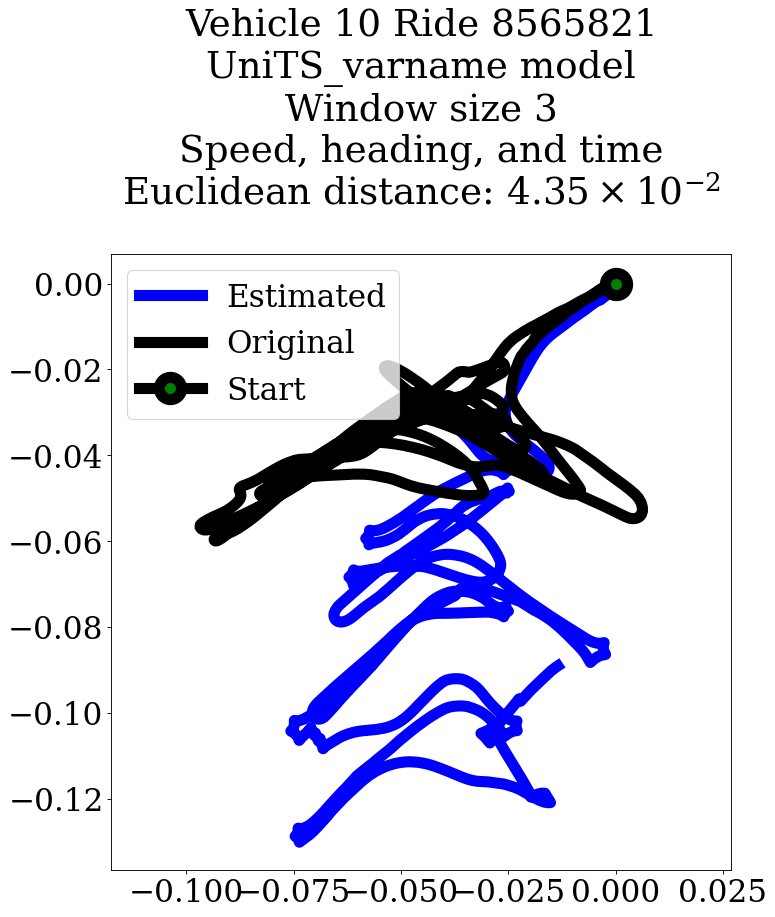 Vehicle 10 Ride 8565821
UniTS_varname model
Window size 3
Speed, heading, and time
Euclidean distance: 4.35 × 10⁻²
Estimated
Original
Start
0.00
−0.02
−0.04
−0.06
−0.08
−0.10
−0.12
−0.100 −0.075 −0.050 −0.025 0.000 0.025